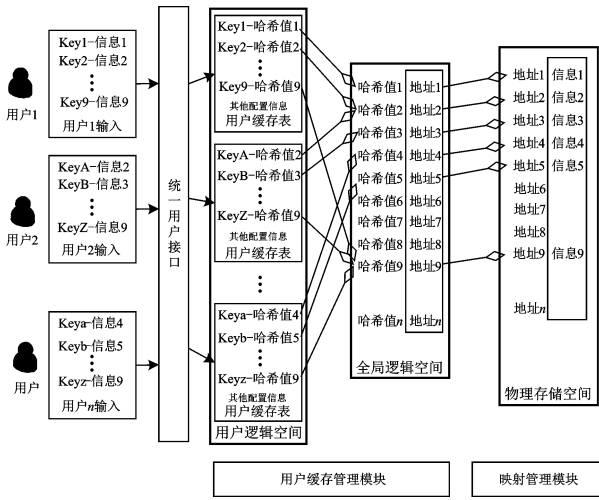 Key1-信息1
Key2-信息2
Key9-信息9
用户1输入
用户1
KeyA-信息2
KeyB-信息3
KeyZ-信息9
用户2输入
用户2
Keya-信息4
Keyb-信息5
Keyz-信息9
用户n输入
用户
统一用户接口
Key1-哈希值1
Key2-哈希值2
Key9-哈希值9
其他配置信息
用户缓存表
KeyA-哈希值2
KeyB-哈希值3
KeyZ-哈希值9
其他配置信息
用户缓存表
Keya-哈希值4
Keyb-哈希值5
Keyz-哈希值9
其他配置信息
用户缓存表
用户逻辑空间
哈希值1 地址1
哈希值2 地址2
哈希值3 地址3
哈希值4 地址4
哈希值5 地址5
哈希值6 地址6
哈希值7 地址7
哈希值8 地址8
哈希值9 地址9
哈希值n 地址n
全局逻辑空间
地址1 信息1
地址2 信息2
地址3 信息3
地址4 信息4
地址5 信息5
地址6
地址7
地址8
地址9 信息9
地址n
物理存储空间
用户缓存管理模块
映射管理模块